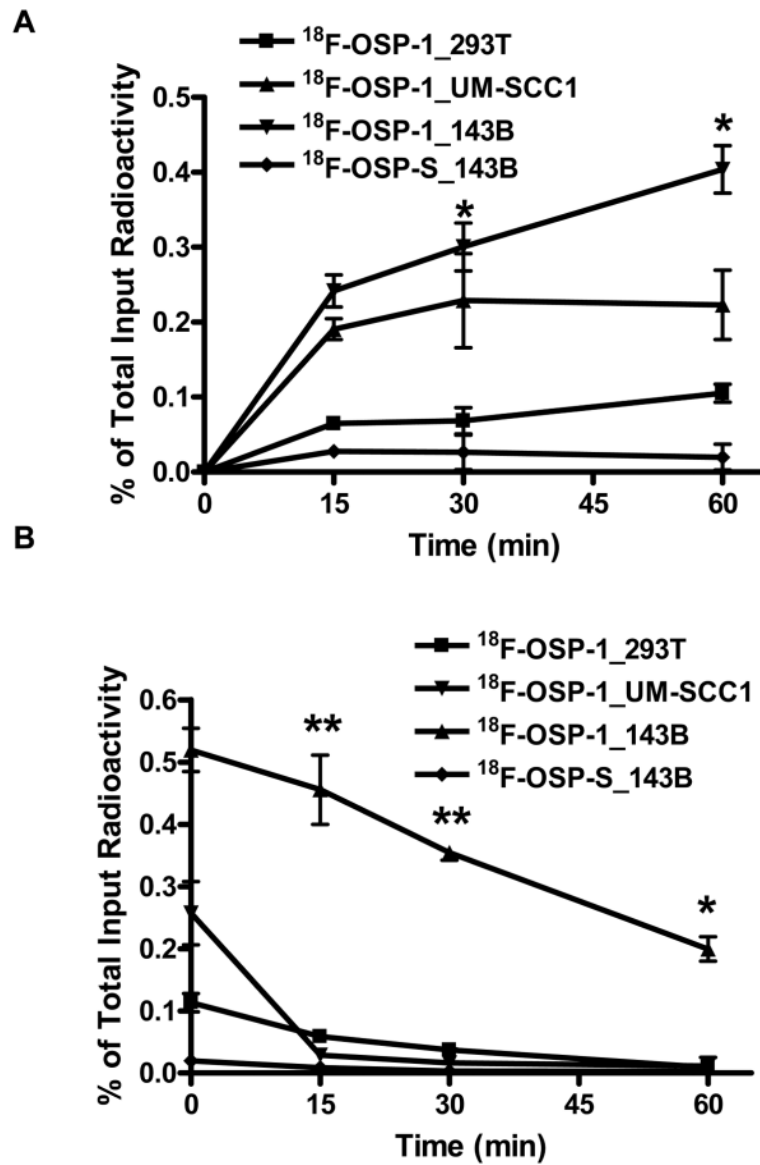 A
¹⁸F-OSP-1_293T
¹⁸F-OSP-1_UM-SCC1
¹⁸F-OSP-1_143B
¹⁸F-OSP-S_143B
% of Total Input Radioactivity
0.5
0.4
0.3
0.2
0.1
0.0
*
*
0 15 30 45 60
Time (min)
B
¹⁸F-OSP-1_293T
¹⁸F-OSP-1_UM-SCC1
¹⁸F-OSP-1_143B
¹⁸F-OSP-S_143B
% of Total Input Radioactivity
0.6
0.5
0.4
0.3
0.2
0.1
0.0
**
**
*
0 15 30 45 60
Time (min)